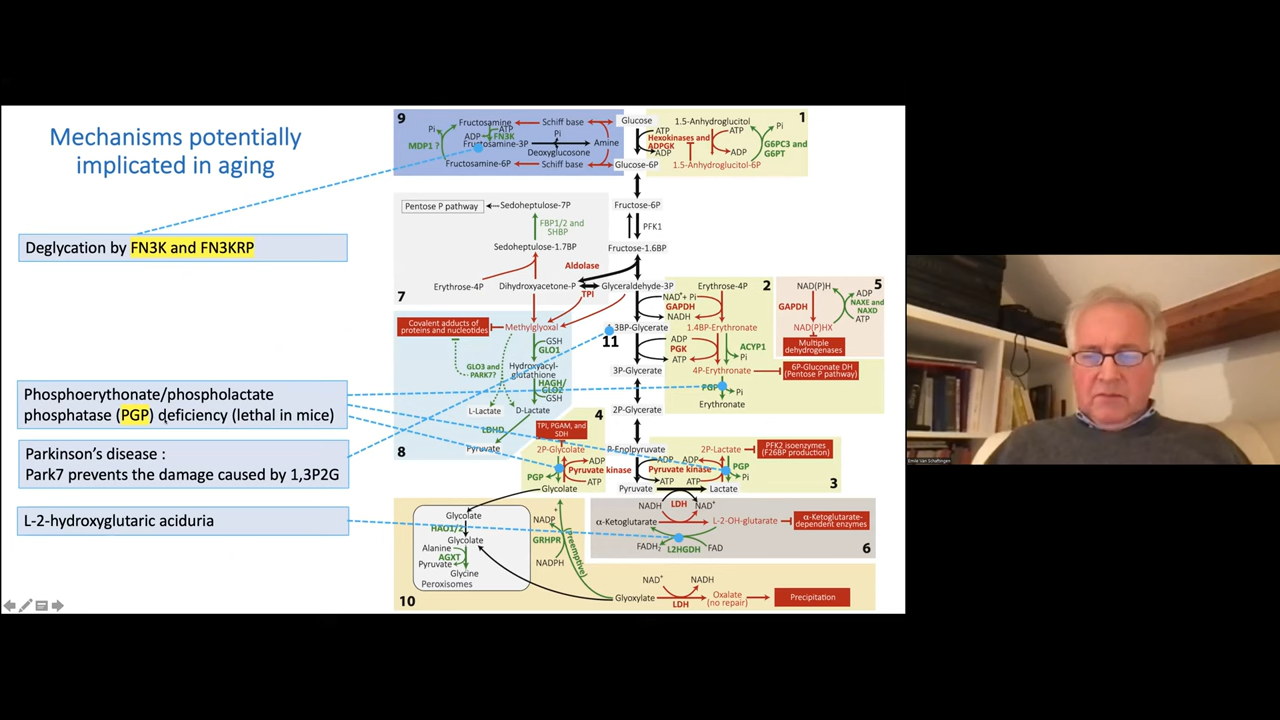 Mechanisms potentially
implicated in aging
Deglycation by FN3K and FN3KRP
Phosphoerythonate/phospholactate
phosphatase (PGP) deficiency (lethal in mice)
Parkinson's disease :
Park7 prevents the damage caused by 1,3P2G
L-2-hydroxyglutaric aciduria
9
Fructosamine
Schiff base
Pi
ADP
ATP
FN3K
MDP1 ?
Fructosamine-3P
Pi
Deoxyglucosone
Amine
Fructosamine-6P
Schiff base
Glucose
ATP
Hexokinases and
ADPGK
ADP
Glucose-6P
1
1.5-Anhydroglucitol
ATP
Pi
G6PC3 and
G6PT
ADP
1.5-Anhydroglucitol-6P
Pentose P pathway
Sedoheptulose-7P
FBP1/2 and
SHBP
Sedoheptulose-1.7BP
Aldolase
Erythrose-4P
Dihydroxyacetone-P
TPI
7
Fructose-6P
PFK1
Fructose-1.6BP
Glyceraldehyde-3P
Erythrose-4P
2
NAD⁺+ Pi
GAPDH
NADH
1.3BP-Glycerate
1.4BP-Erythronate
11
ADP
PGK
ATP
ACYP1
Pi
3P-Glycerate
4P-Erythronate
6P-Gluconate DH
(Pentose P pathway)
PGP
Pi
Erythronate
5
NAD(P)H
ADP
GAPDH
NAXE and
NAXD
ATP
NAD(P)HX
Multiple
dehydrogenases
Covalent adducts of
proteins and nucleotides
Methylglyoxal
GSH
GLO1
GLO3 and
PARK7?
Hydroxyacyl-
glutathione
HAGH/
GLO2
GSH
L-Lactate
D-Lactate
LDHD
Pyruvate
8
2P-Glycerate
4
TPI, PGAM, and
SDH
2P-Glycolate
ADP
Pyruvate kinase
PGP
Pi
ATP
Glycolate
P-Enolpyruvate
ADP
ADP
2P-Lactate
PFK2 isoenzymes
(F26BP production)
Pyruvate kinase
PGP
Pi
ATP
ATP
Pyruvate
Lactate
3
NADH
LDH
NAD⁺
α-Ketoglutarate
L-2-OH-glutarate
α-Ketoglutarate-
dependent enzymes
FADH₂
L2HGDH
FAD
6
Glycolate
HAO1/2
Glycolate
Alanine
AGXT
Pyruvate
Glycine
Peroxisomes
NADP⁺
GRHPR
NADPH
(Preemptive)
10
Glyoxylate
NAD⁺
NADH
LDH
Oxalate
(no repair)
Precipitation
Emile Van Schaftingen